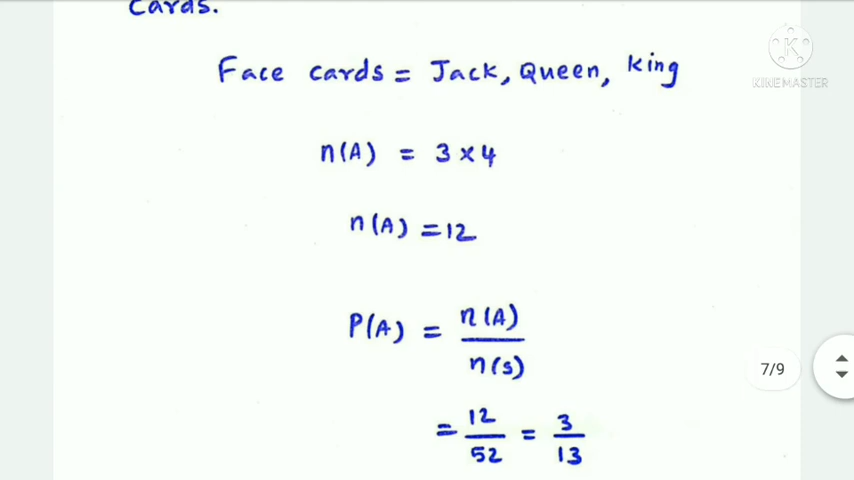 Cards.
Face cards = Jack, Queen, King
KINEMASTER
n(A) = 3 × 4
n(A) = 12
P(A) = n(A) / n(s)
7/9
= 12/52 = 3/13